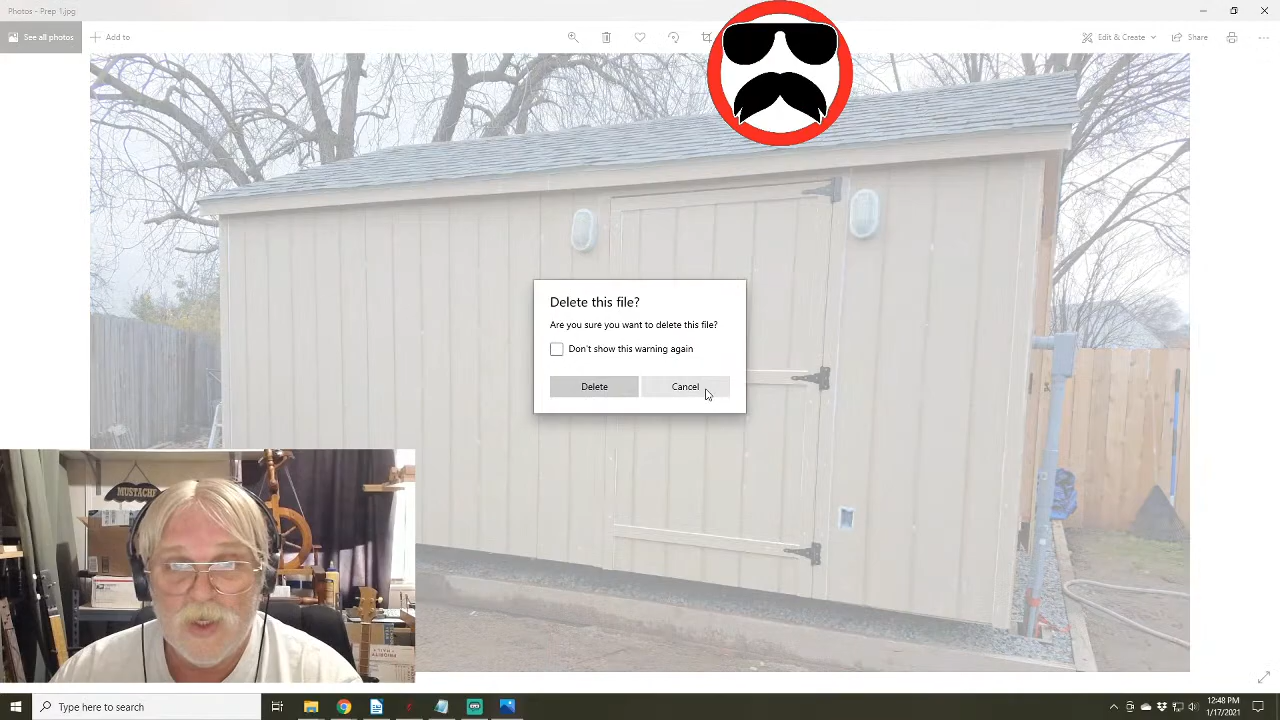 Photos - Prep 1.jpg
See all photos
Add to
Edit & Create
Share
Delete this file?
Are you sure you want to delete this file?
Don't show this warning again
Delete
Cancel
MUSTACHE
Type here to search
12:48 PM
1/17/2021